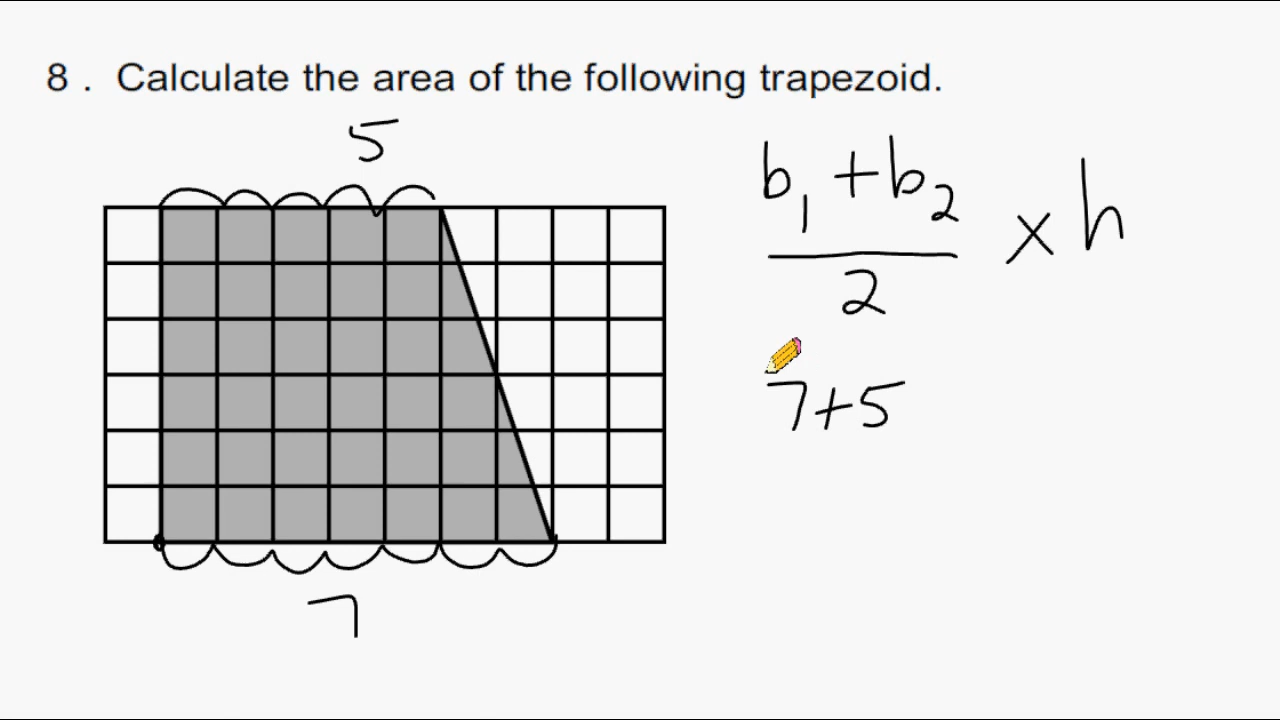 8 . Calculate the area of the following trapezoid.
5
b₁ + b₂
2
× h
7+5
7